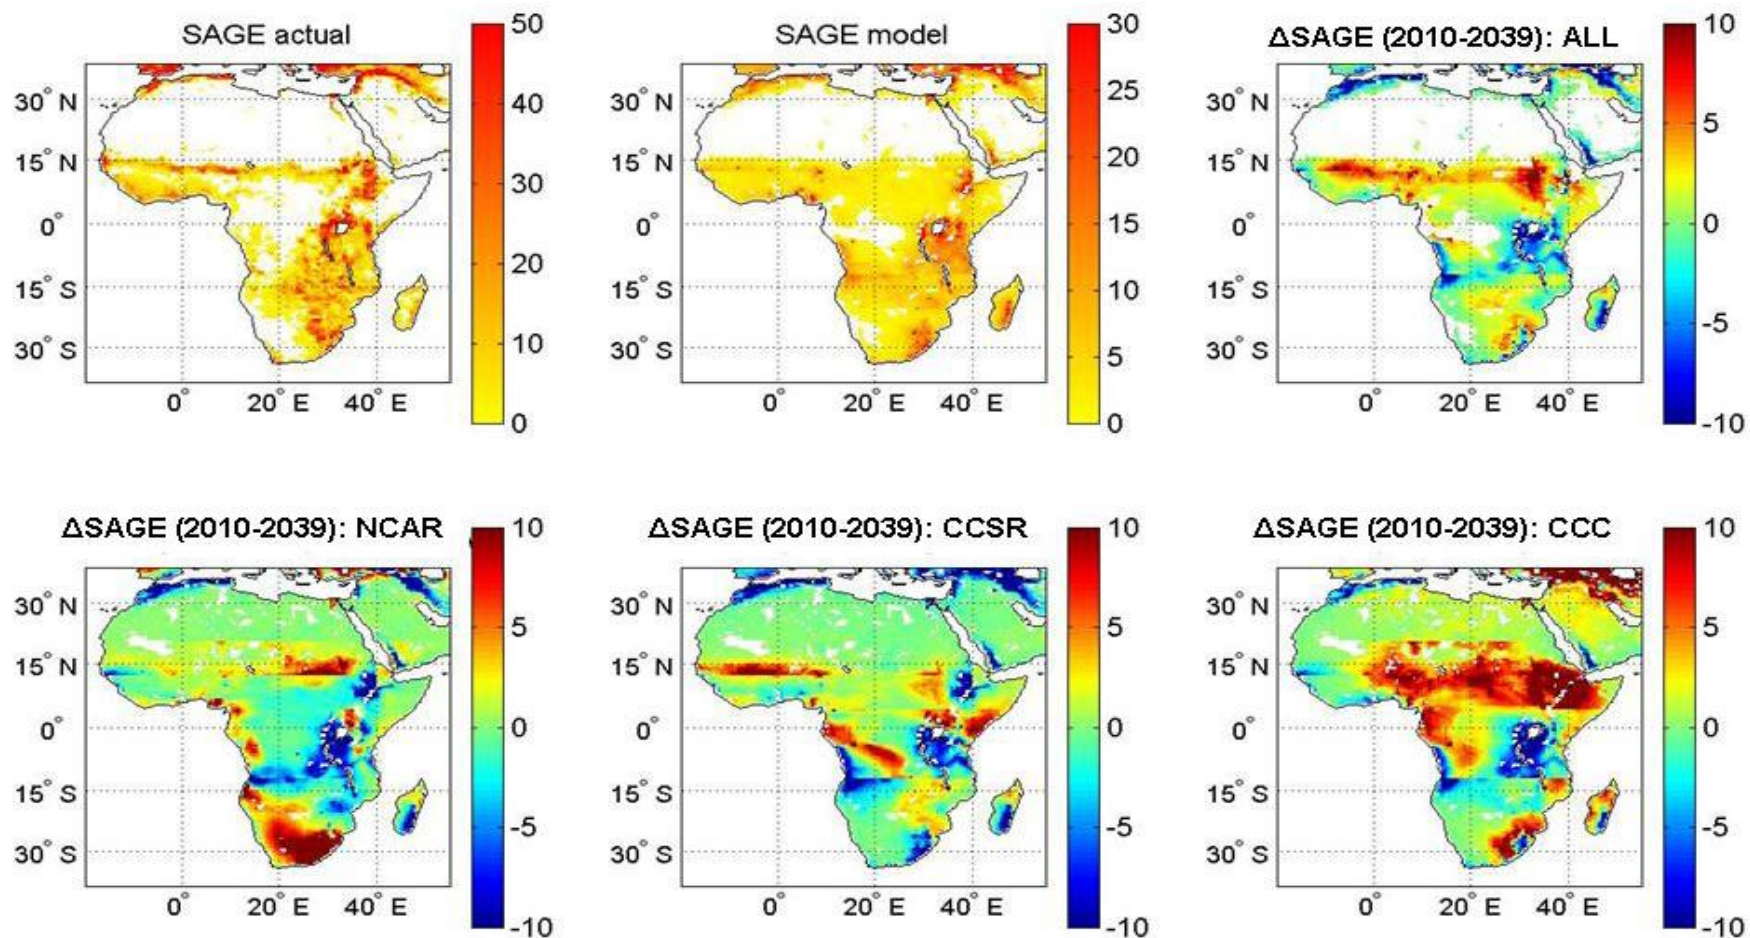 SAGE actual
50
40
30
20
10
0
30° N
15° N
0°
15° S
30° S
0° 20° E 40° E
SAGE model
30
25
20
15
10
5
0
30° N
15° N
0°
15° S
30° S
0° 20° E 40° E
ΔSAGE (2010-2039): ALL
10
5
0
-5
-10
30° N
15° N
0°
15° S
30° S
0° 20° E 40° E
ΔSAGE (2010-2039): NCAR
10
5
0
-5
-10
30° N
15° N
0°
15° S
30° S
0° 20° E 40° E
ΔSAGE (2010-2039): CCSR
10
5
0
-5
-10
30° N
15° N
0°
15° S
30° S
0° 20° E 40° E
ΔSAGE (2010-2039): CCC
10
5
0
-5
-10
30° N
15° N
0°
15° S
30° S
0° 20° E 40° E